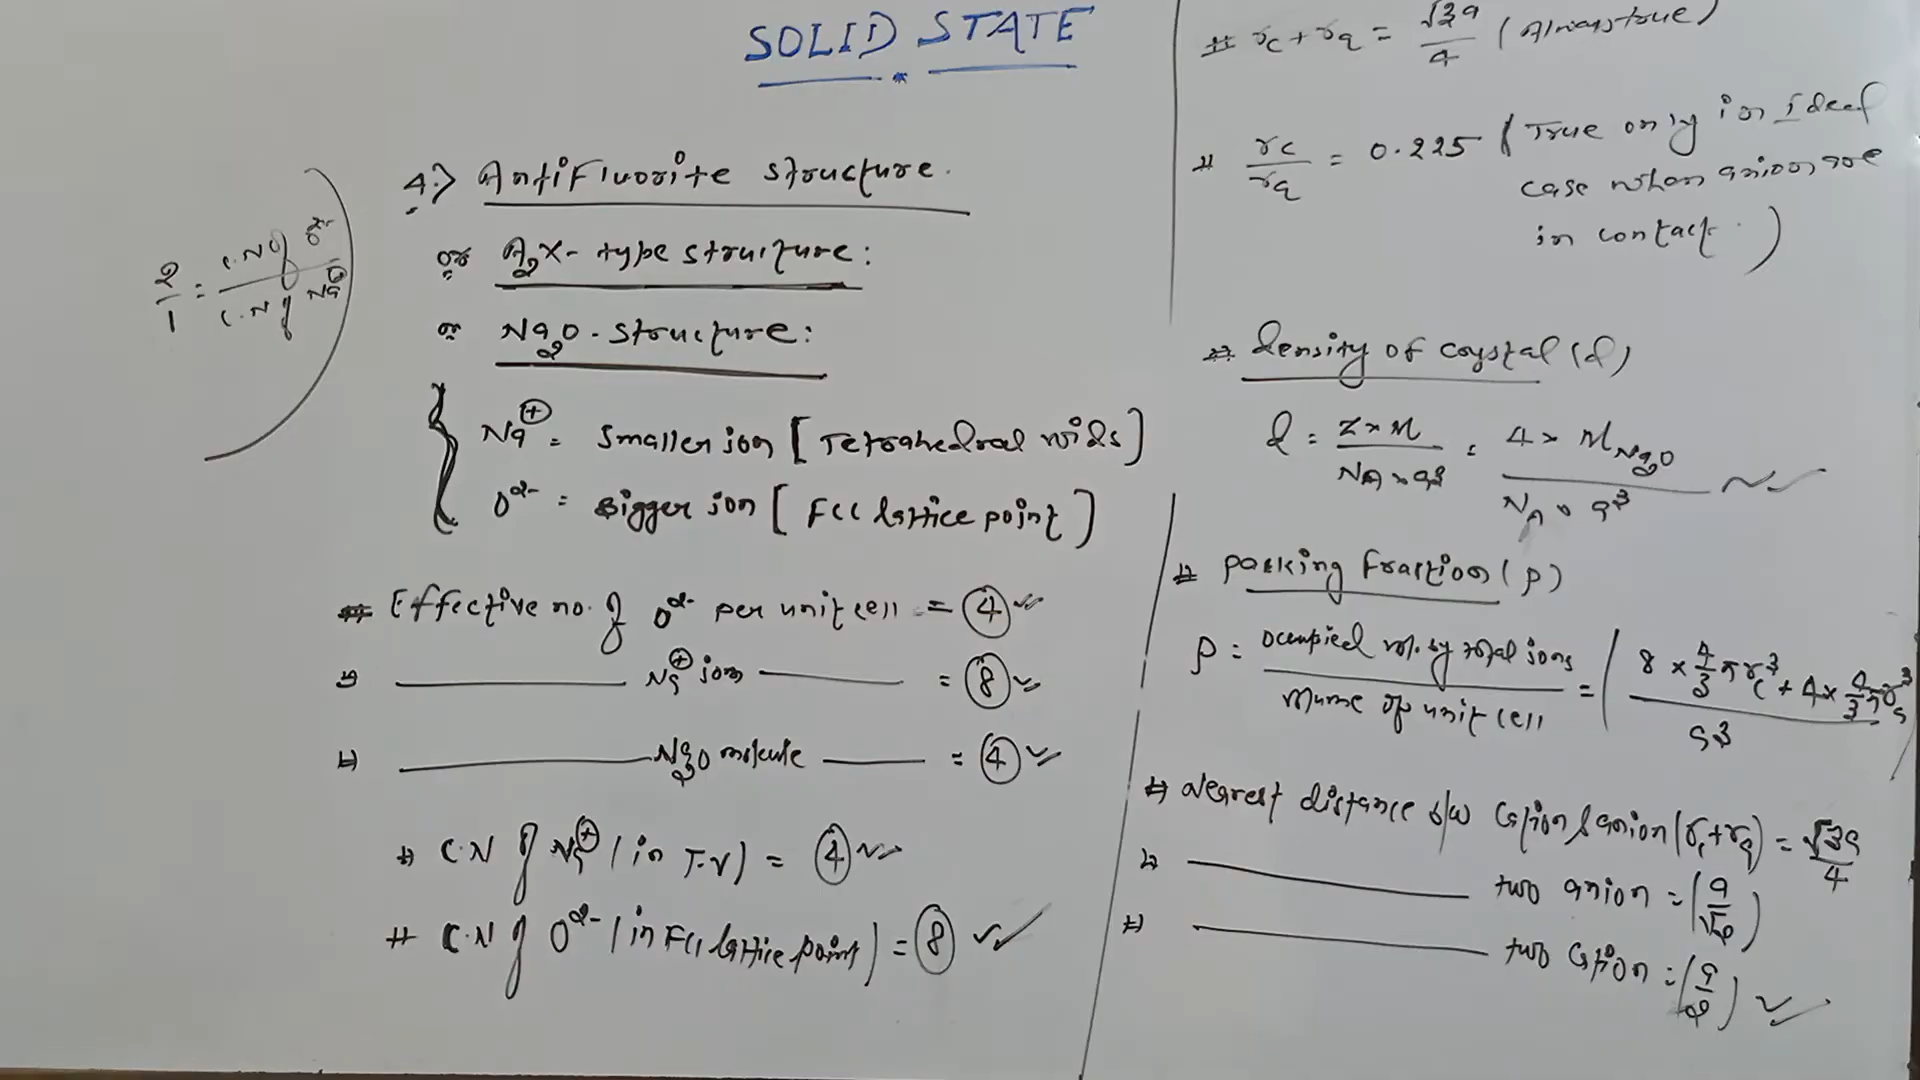 SOLID STATE
4.) AntiFluorite structure.
or A2X- type structure:
or Na2O- structure:
2/1 = C.N of O2- / C.N of Na⊕
Na⊕ = smaller ion [Tetrahedral voids]
O2- = Bigger ion [FCC lattice point]
# Effective no. of O2- per unit cell = 4
" ——— Na⊕ ion ——— = 8
" ——— Na2O molecule ——— = 4
# C.N of Na⊕ (in T.V) = 4
# C.N of O2- (in FCC lattice point) = 8
# rc + ra = √3a/4 (Always true)
# rc/ra = 0.225 (True only in ideal
case when anion are
in contact.)
# density of crystal (d)
d = Z×M / NA×a3 = 4×MNa2O / NA×a3
# packing fraction (p)
p = occupied vol. by total ions / volume of unit cell = (8×4/3πrc3 + 4×4/3πra3 / a3
# Nearest distance b/w cation & anion (rc+ra) = √3a/4
" ——— two anion = (a/√2)
" ——— two cation = (a/2)